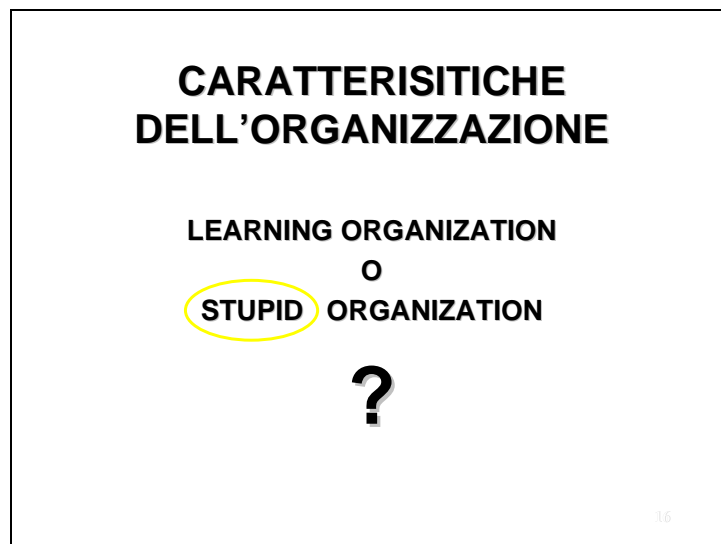 CARATTERISITICHE
DELL’ORGANIZZAZIONE
LEARNING ORGANIZATION
O
STUPID ORGANIZATION
?
16